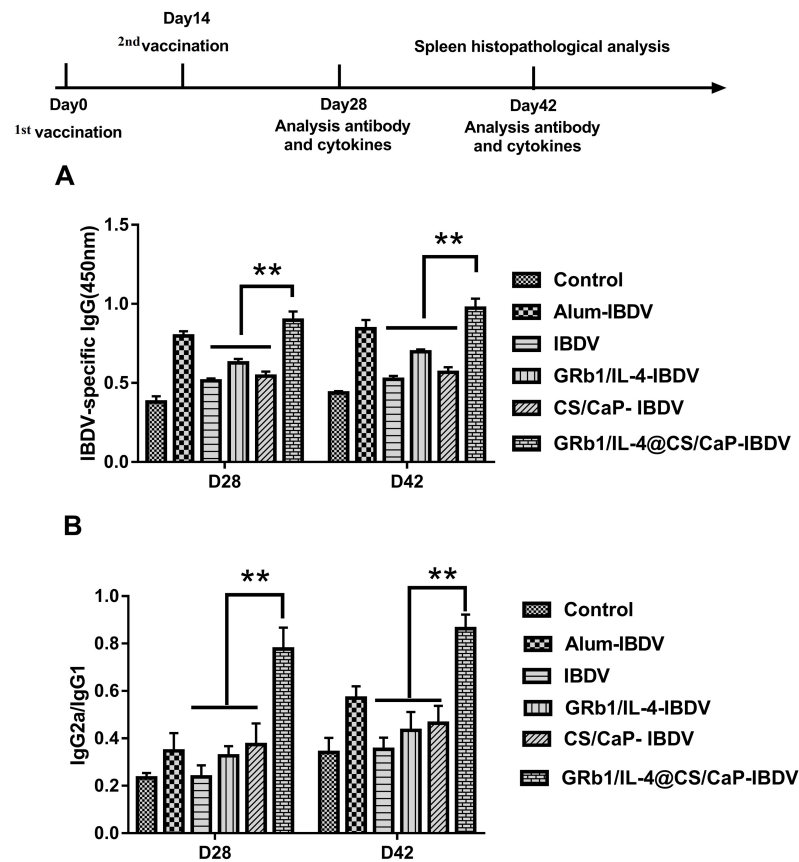 Day14
2nd vaccination
Spleen histopathological analysis
Day0
Day28
Day42
1st vaccination
Analysis antibody
and cytokines
Analysis antibody
and cytokines
A
IBDV-specific IgG(450nm)
1.5
1.0
0.5
0.0
**
**
D28
D42
Control
Alum-IBDV
IBDV
GRb1/IL-4-IBDV
CS/CaP- IBDV
GRb1/IL-4@CS/CaP-IBDV
B
IgG2a/IgG1
1.0
0.8
0.6
0.4
0.2
0.0
**
**
D28
D42
Control
Alum-IBDV
IBDV
GRb1/IL-4-IBDV
CS/CaP- IBDV
GRb1/IL-4@CS/CaP-IBDV